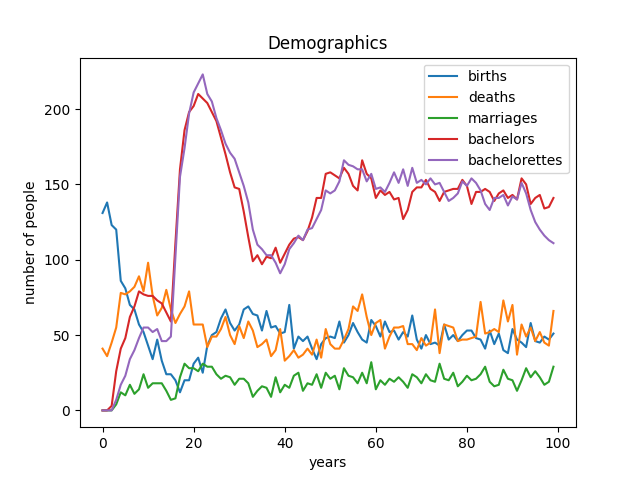 Demographics
births
deaths
marriages
bachelors
bachelorettes
number of people
200
150
100
50
0
0
20
40
60
80
100
years